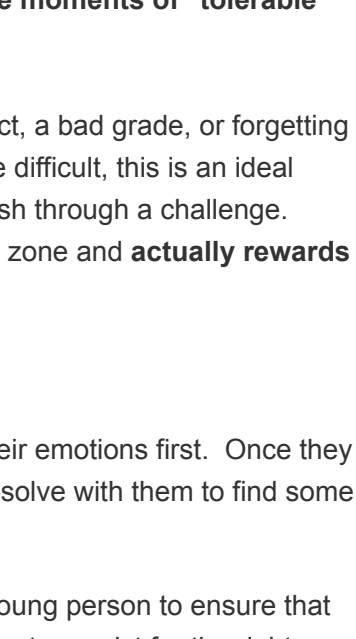 e moments of "tolerable
ct, a bad grade, or forgetting
e difficult, this is an ideal
sh through a challenge.
zone and actually rewards
eir emotions first.  Once they
solve with them to find some
oung person to ensure that